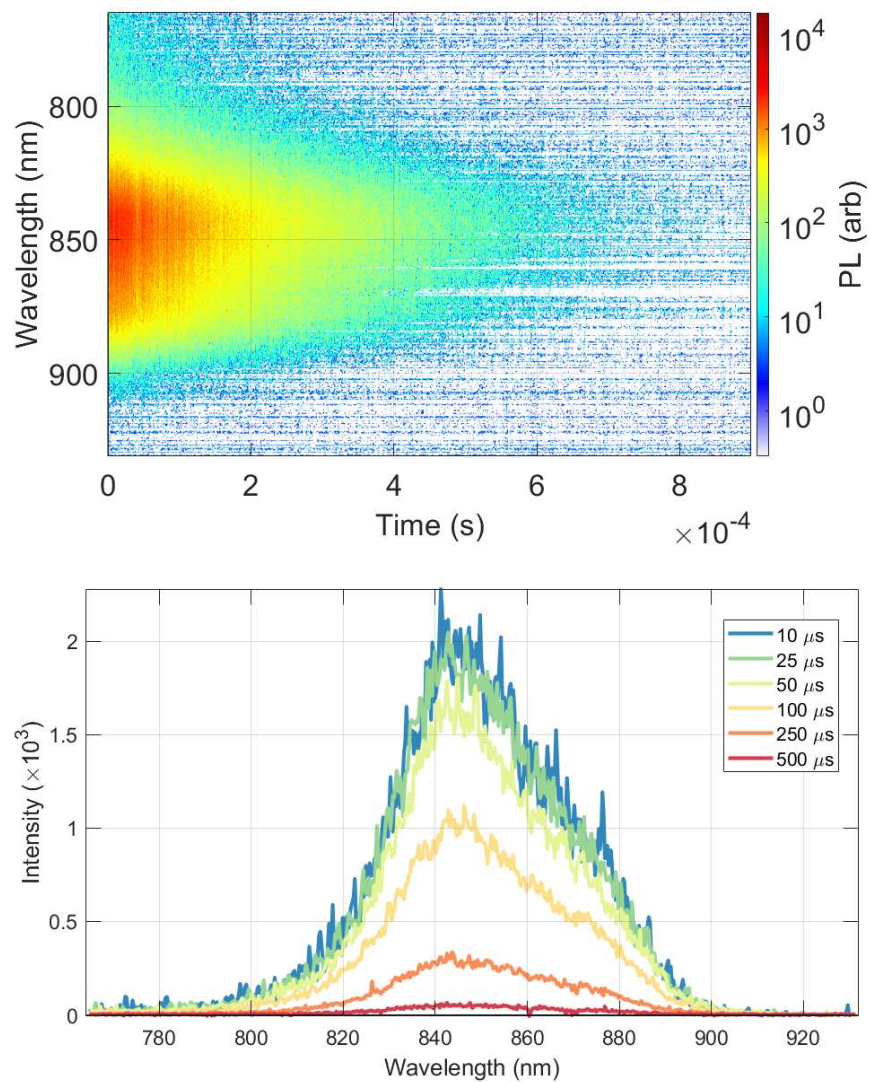 800
850
900
Wavelength (nm)
0
2
4
6
8
Time (s)
×10⁻⁴
10⁴
10³
10²
10¹
10⁰
PL (arb)
2
1.5
1
0.5
0
Intensity (×10³)
780
800
820
840
860
880
900
920
Wavelength (nm)
10 μs
25 μs
50 μs
100 μs
250 μs
500 μs